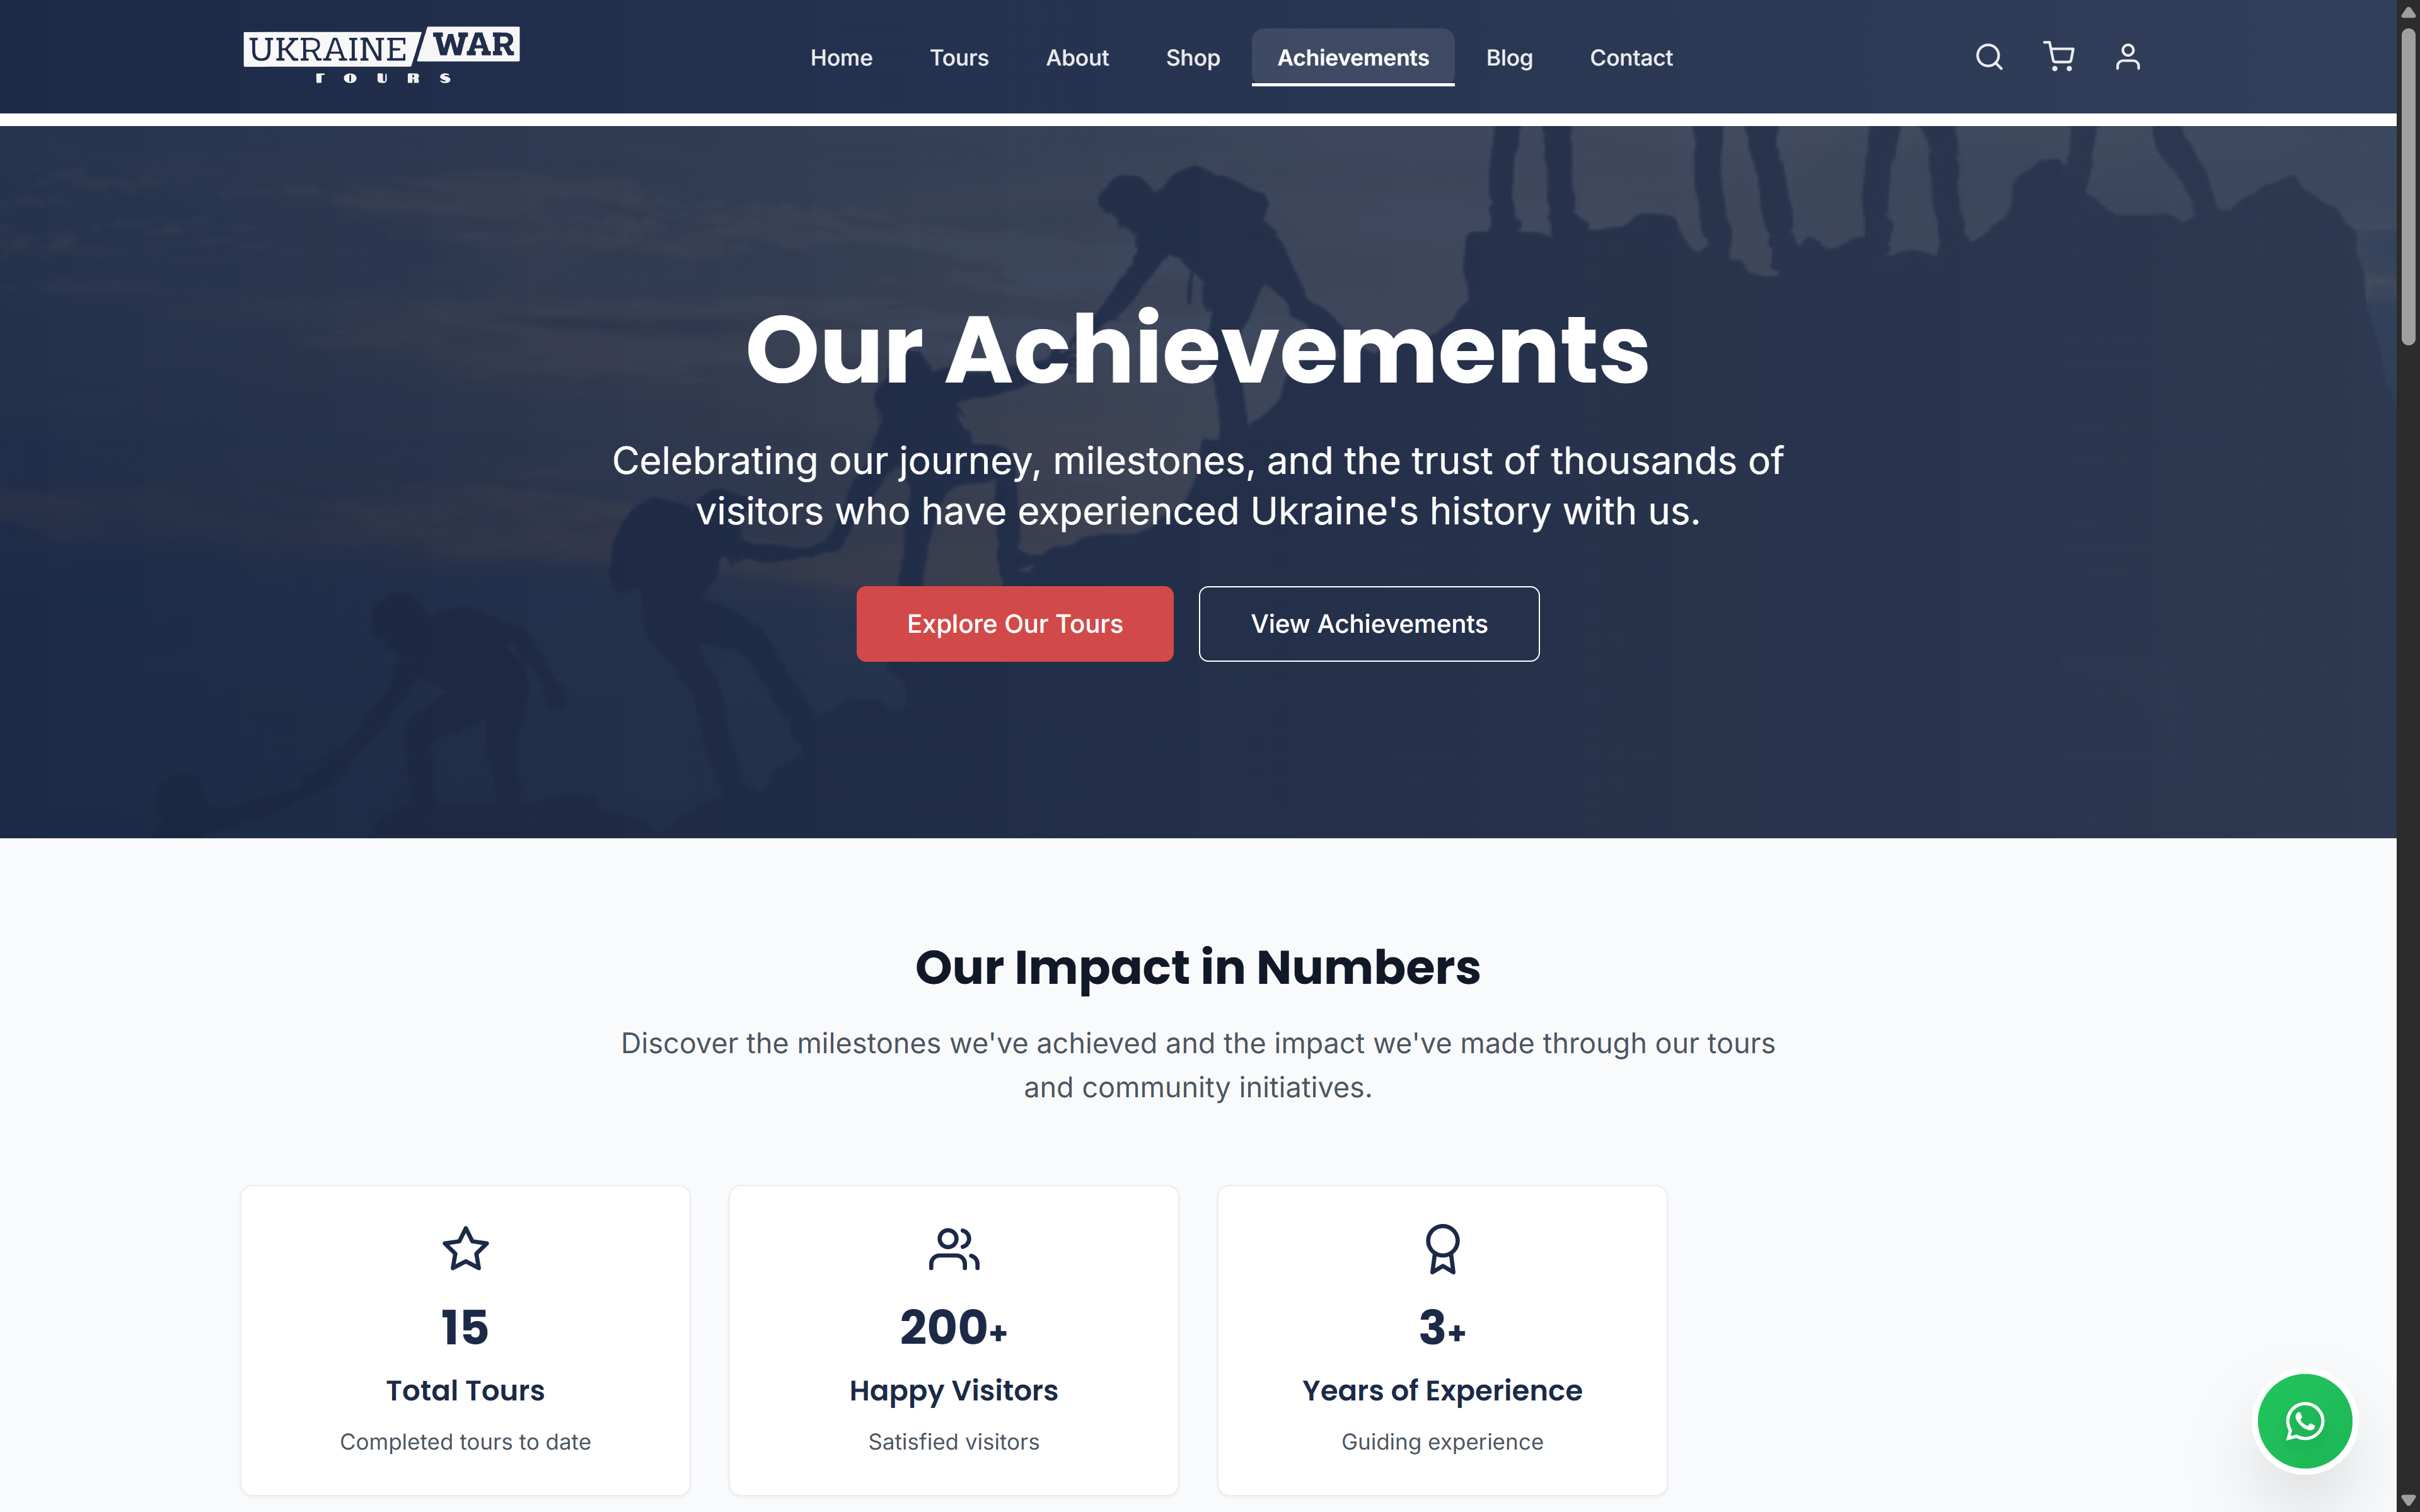 UKRAINE WAR
TOURS
Home Tours About Shop Achievements Blog Contact
Our Achievements
Celebrating our journey, milestones, and the trust of thousands of
visitors who have experienced Ukraine's history with us.
Explore Our Tours View Achievements
Our Impact in Numbers
Discover the milestones we've achieved and the impact we've made through our tours
and community initiatives.
15
Total Tours
Completed tours to date
200+
Happy Visitors
Satisfied visitors
3+
Years of Experience
Guiding experience